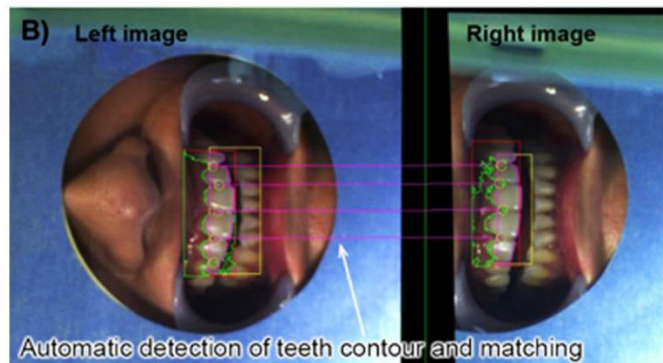 B) Left image
Right image
Automatic detection of teeth contour and matching